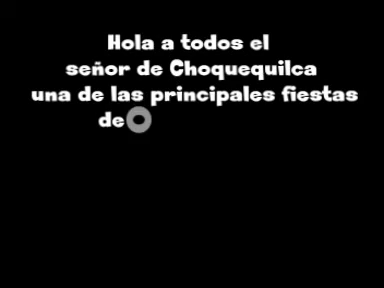 Hola a todos el
señor de Choquequilca
una de las principales fiestas
de